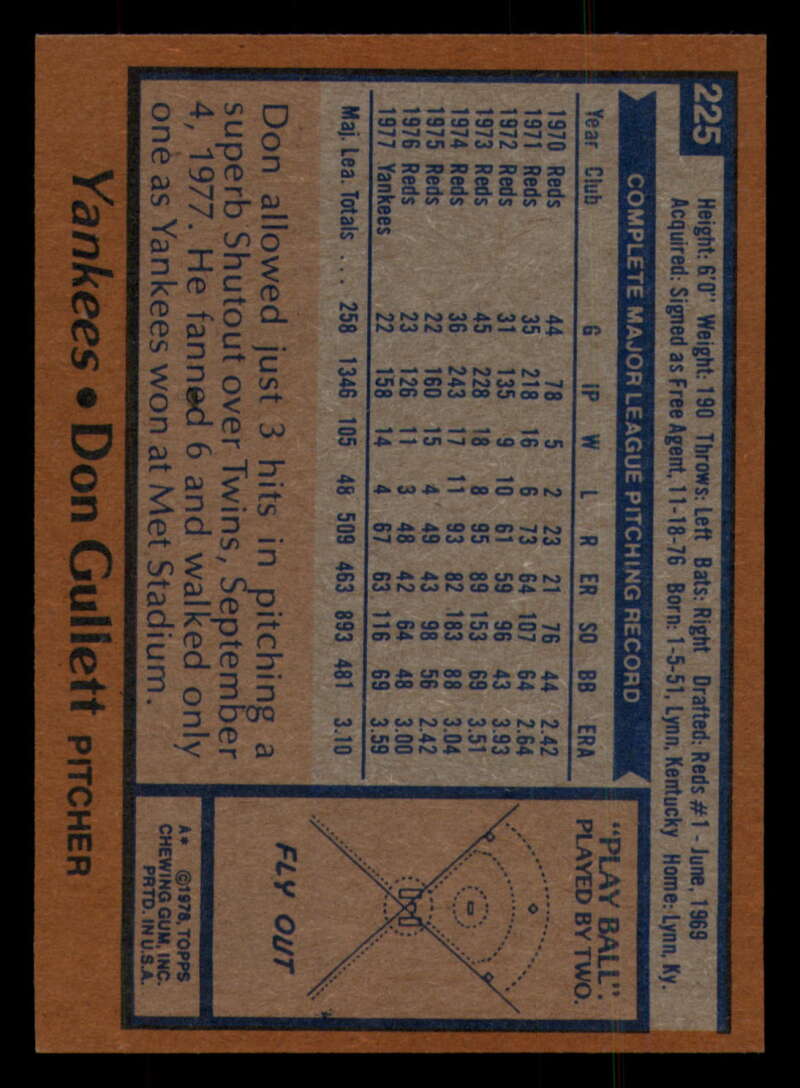 225
Height: 6'0" Weight: 190 Throws: Left Bats: Right Drafted: Reds #1 - June, 1969
Acquired: Signed as Free Agent, 11-18-76 Born: 1-5-51, Lynn, Kentucky Home: Lynn, Ky.
COMPLETE MAJOR LEAGUE PITCHING RECORD
Year Club G IP W L R ER SO BB ERA
1970 Reds 44 78 5 2 23 21 76 44 2.42
1971 Reds 35 218 16 6 73 64 107 64 2.64
1972 Reds 31 135 9 10 61 59 96 43 3.93
1973 Reds 45 228 18 8 95 89 153 69 3.51
1974 Reds 36 243 17 11 93 82 183 88 3.04
1975 Reds 22 160 15 4 49 43 98 56 2.42
1976 Reds 23 126 11 3 48 42 64 48 3.00
1977 Yankees 22 158 14 4 67 63 116 69 3.59
Maj. Lea. Totals ... 258 1346 105 48 509 463 893 481 3.10
Don allowed just 3 hits in pitching a
superb Shutout over Twins, September
4, 1977. He fanned 6 and walked only
one as Yankees won at Met Stadium.
"PLAY BALL".
PLAYED BY TWO.
FLY OUT
A* ©1978, TOPPS
CHEWING GUM, INC.
PRTD. IN U.S.A.
Yankees • Don Gullett PITCHER